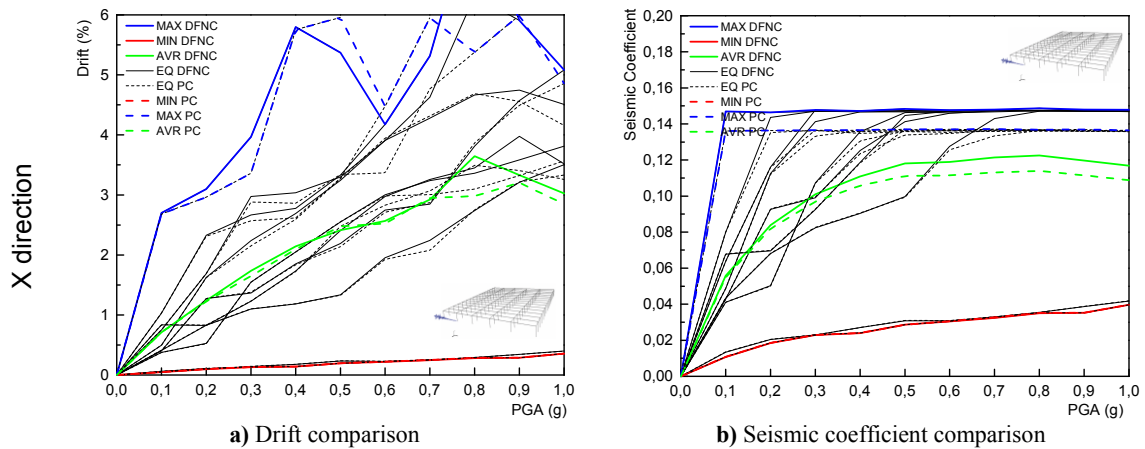 X direction
Drift (%)
6
5
4
3
2
1
0
MAX DFNC
MIN DFNC
AVR DFNC
EQ DFNC
EQ PC
MIN PC
MAX PC
AVR PC
0,0 0,1 0,2 0,3 0,4 0,5 0,6 0,7 0,8 0,9 1,0
PGA (g)
a) Drift comparison
Seismic Coefficient
0,20
0,18
0,16
0,14
0,12
0,10
0,08
0,06
0,04
0,02
0,00
MAX DFNC
MIN DFNC
AVR DFNC
EQ DFNC
EQ PC
MIN PC
MAX PC
AVR PC
0,0 0,1 0,2 0,3 0,4 0,5 0,6 0,7 0,8 0,9 1,0
PGA (g)
b) Seismic coefficient comparison